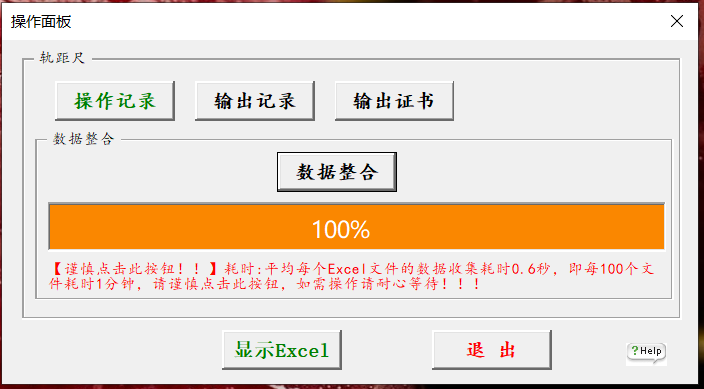 操作面板
轨距尺
操作记录 输出记录 输出证书
数据整合
数据整合
100%
【谨慎点击此按钮！！】耗时:平均每个Excel文件的数据收集耗时0.6秒，即每100个文
件耗时1分钟，请谨慎点击此按钮，如需操作请耐心等待！！！
显示Excel 退 出 ?Help